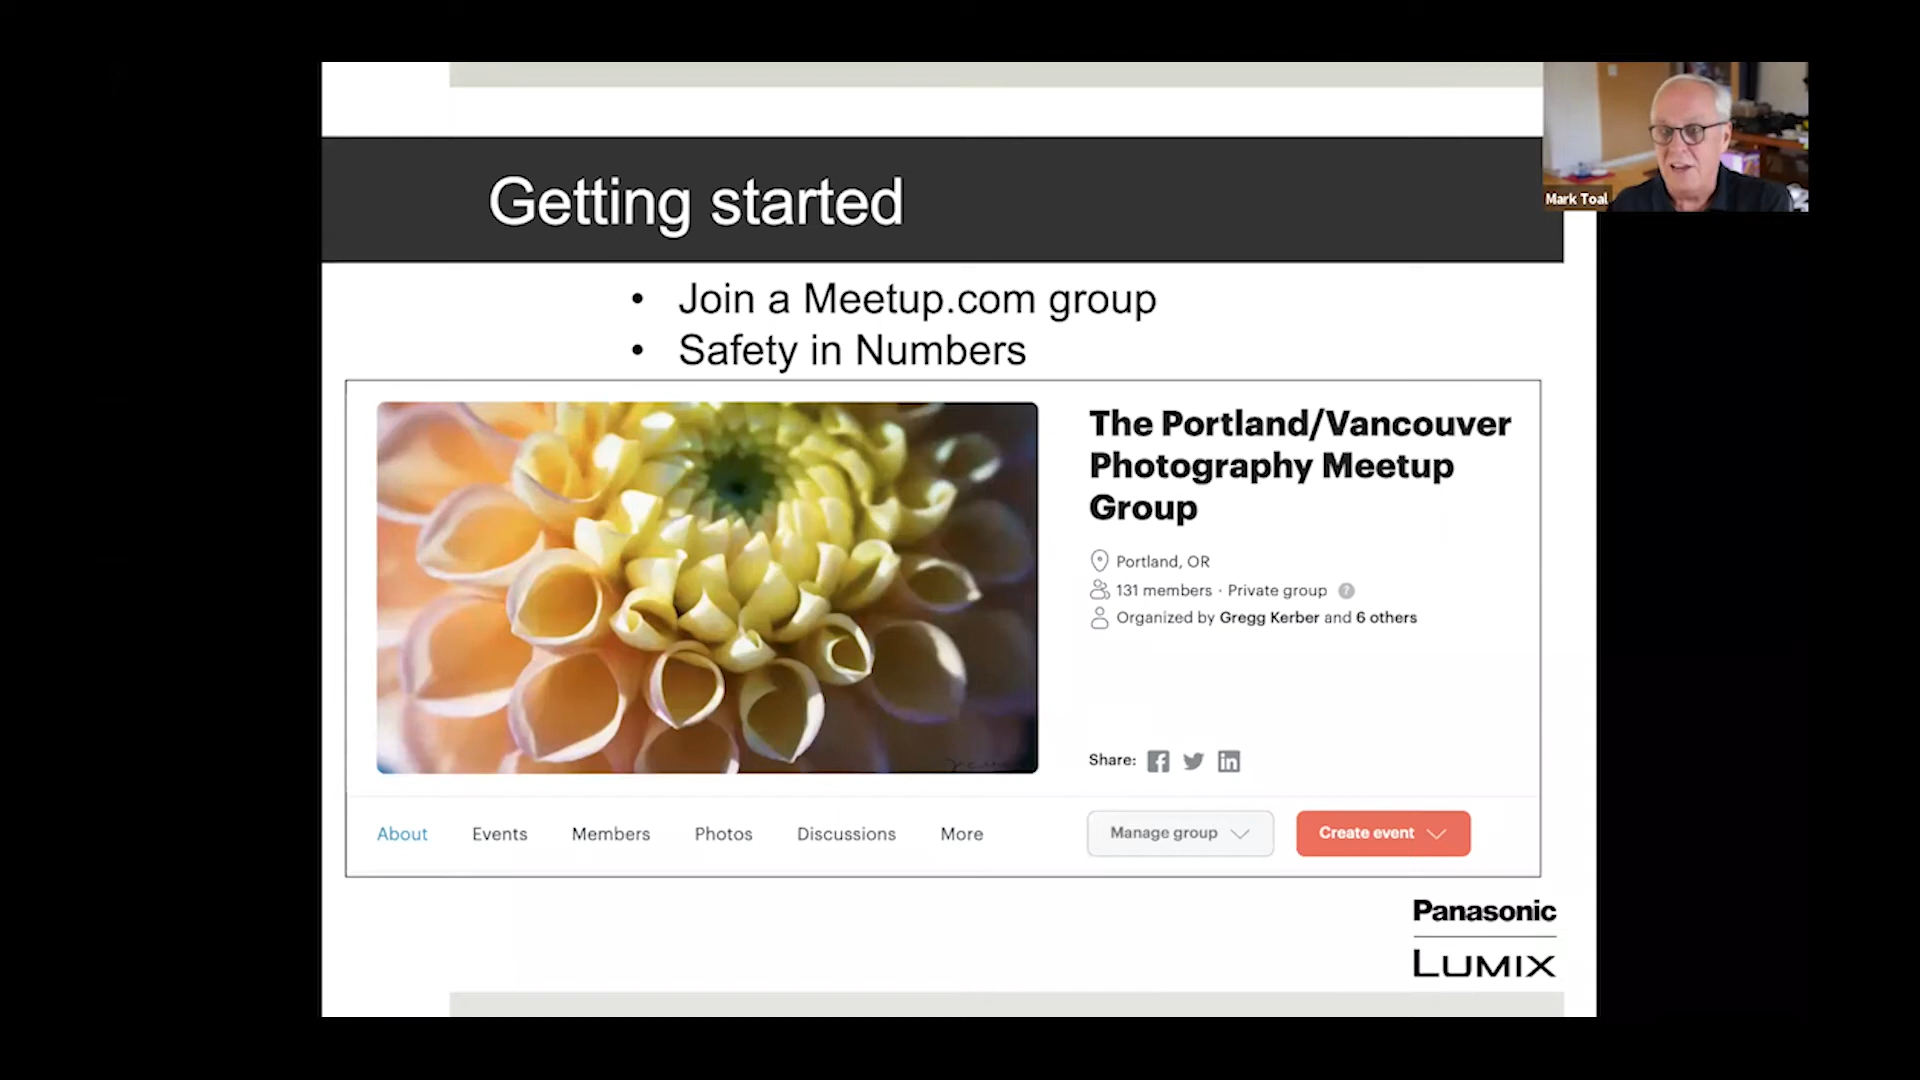 Getting started
Mark Toal
• Join a Meetup.com group
• Safety in Numbers
The Portland/Vancouver
Photography Meetup
Group
Portland, OR
131 members · Private group ?
Organized by Gregg Kerber and 6 others
Share:
About Events Members Photos Discussions More
Manage group
Create event
Panasonic
LUMIX